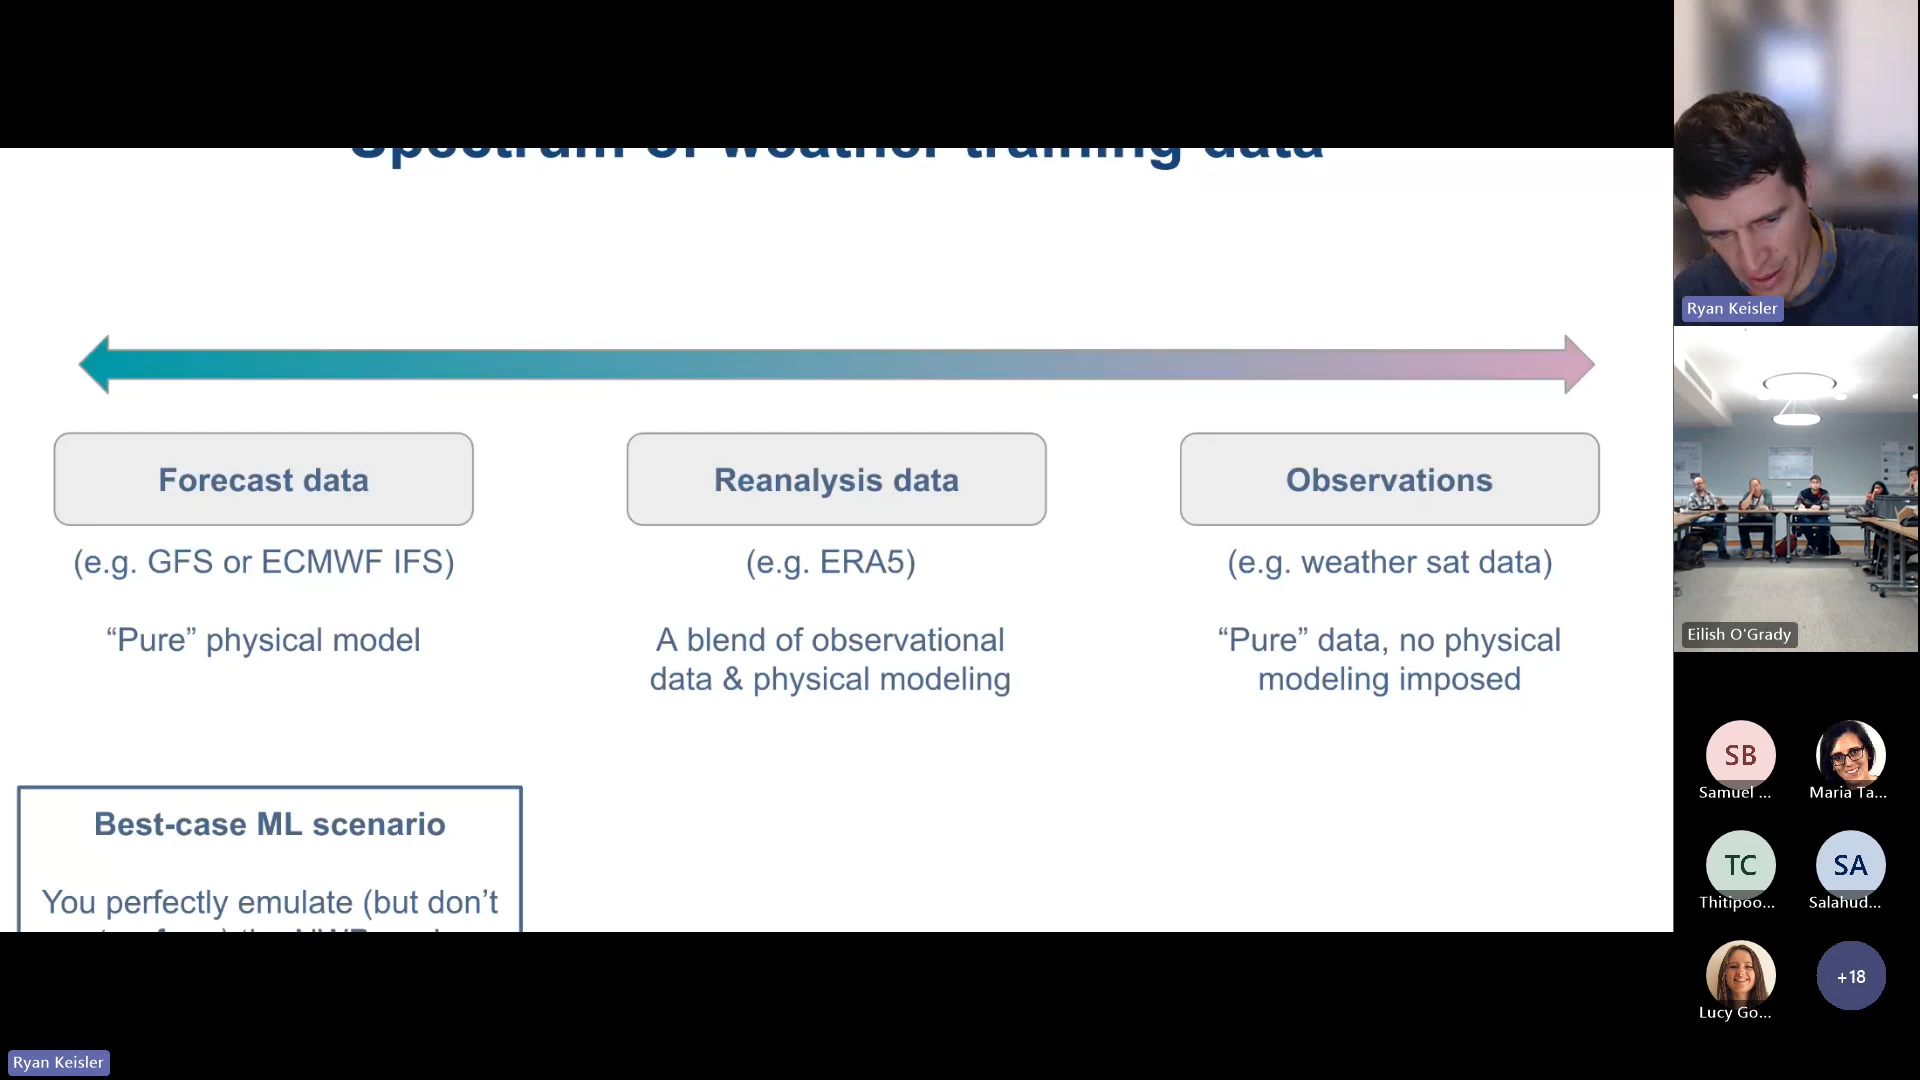 Spectrum of weather training data
Forecast data
(e.g. GFS or ECMWF IFS)
“Pure” physical model
Reanalysis data
(e.g. ERA5)
A blend of observational
data & physical modeling
Observations
(e.g. weather sat data)
“Pure” data, no physical
modeling imposed
Best-case ML scenario
You perfectly emulate (but don’t
Ryan Keisler
Eilish O'Grady
SB
Samuel ...
Maria Ta...
TC
Thitipoo...
SA
Salahud...
Lucy Go...
+18
Ryan Keisler